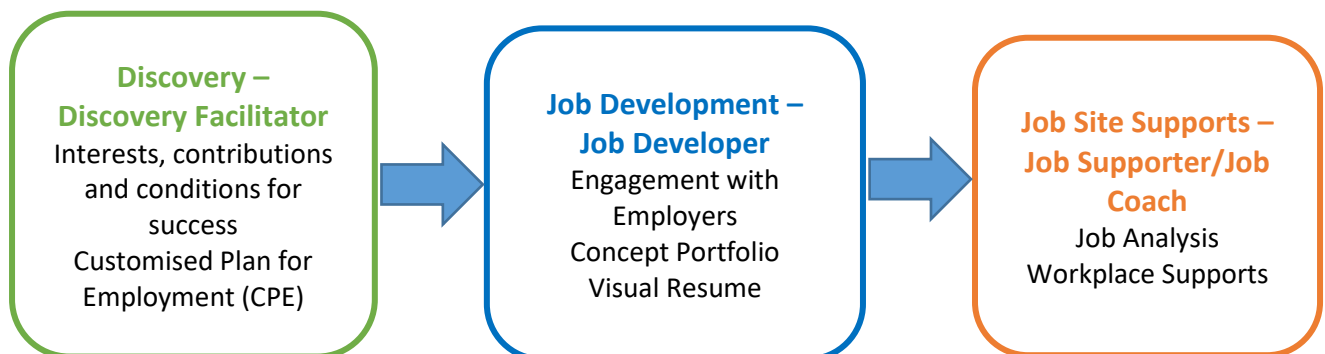 Discovery –
Discovery Facilitator
Interests, contributions
and conditions for
success
Customised Plan for
Employment (CPE)
Job Development –
Job Developer
Engagement with
Employers
Concept Portfolio
Visual Resume
Job Site Supports –
Job Supporter/Job
Coach
Job Analysis
Workplace Supports